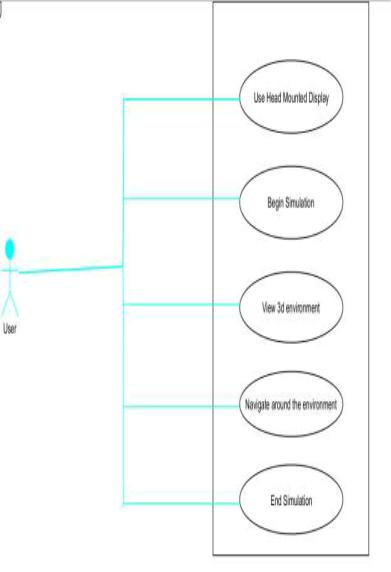 Use Head Mounted Display
Begin Simulation
View 3d environment
Navigate around the environment
End Simulation
User